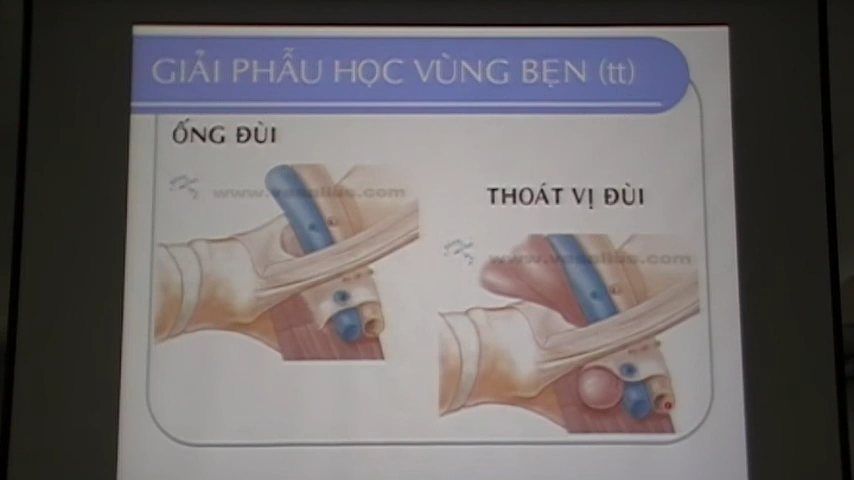 GIẢI PHẪU HỌC VÙNG BẸN (tt)
ỐNG ĐÙI
THOÁT VỊ ĐÙI